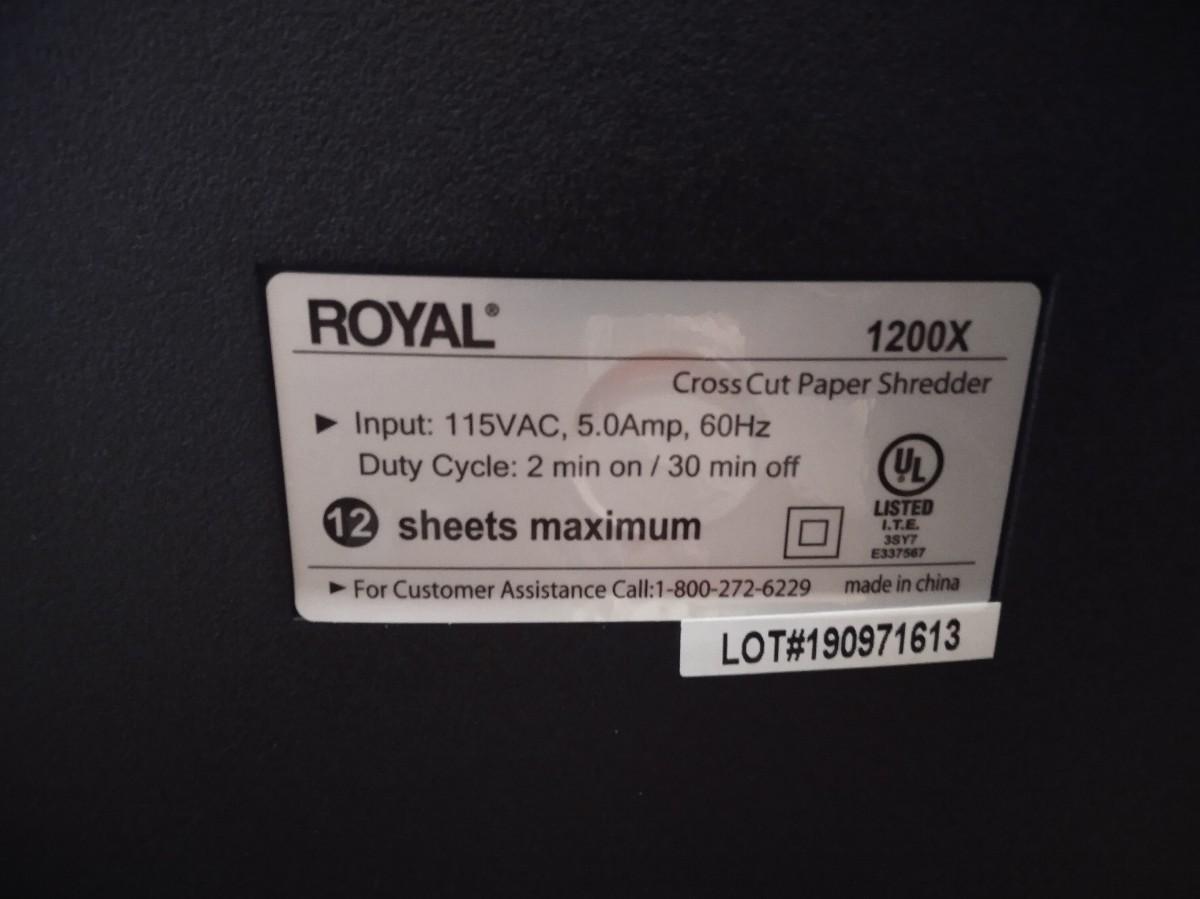 ROYAL® 1200X
Cross Cut Paper Shredder
► Input: 115VAC, 5.0Amp, 60Hz
Duty Cycle: 2 min on / 30 min off
12 sheets maximum
UL
LISTED
I.T.E.
3SY7
E337567
► For Customer Assistance Call:1-800-272-6229 made in china
LOT#190971613